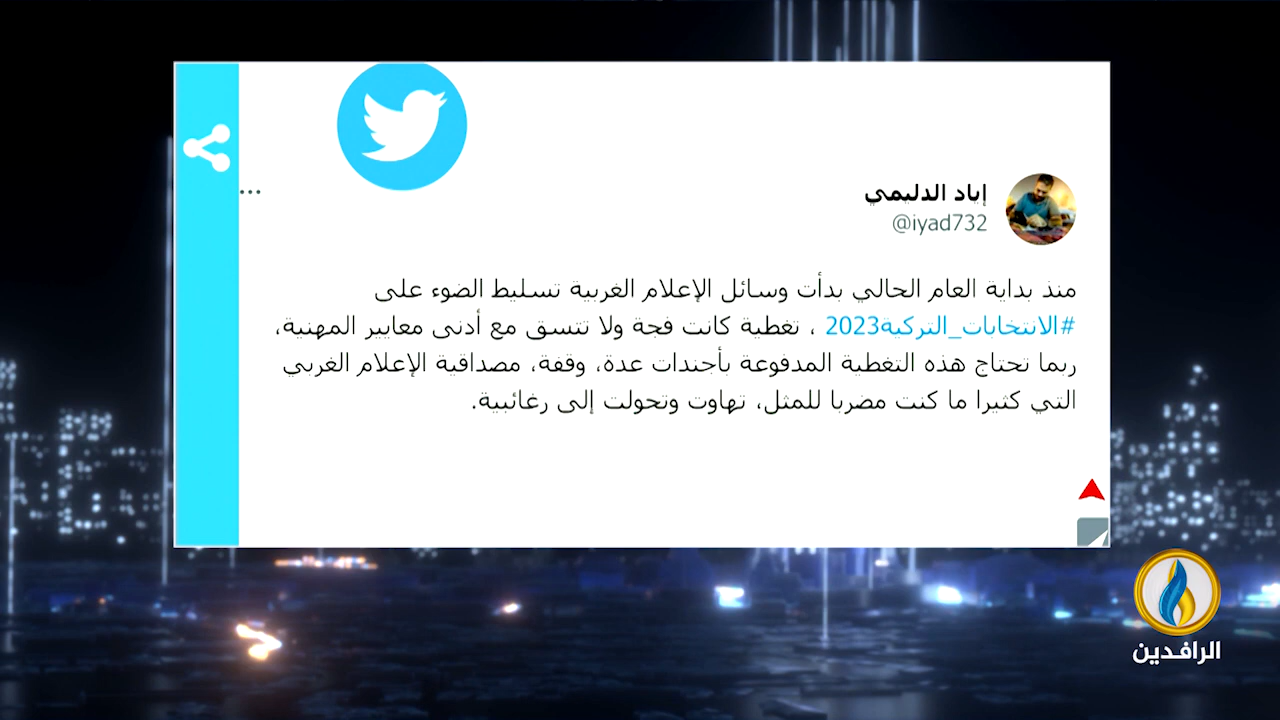 إياد الدليمي
@iyad732
...
منذ بداية العام الحالي بدأت وسائل الإعلام الغربية تسليط الضوء على
#الانتخابات_التركية2023 ، تغطية كانت فجة ولا تتسق مع أدنى معايير المهنية،
ربما تحتاج هذه التغطية المدفوعة بأجندات عدة، وقفة، مصداقية الإعلام الغربي
التي كثيرا ما كنت مضربا للمثل، تهاوت وتحولت إلى رغائبية.
الرافدين